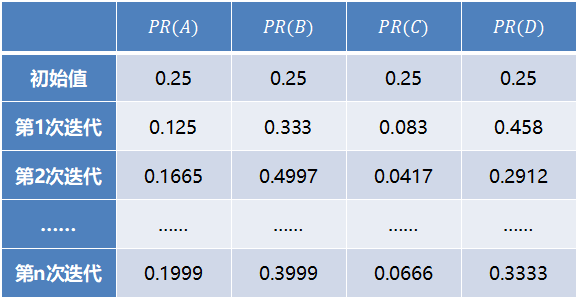 PR(A) PR(B) PR(C) PR(D)
初始值 0.25 0.25 0.25 0.25
第1次迭代 0.125 0.333 0.083 0.458
第2次迭代 0.1665 0.4997 0.0417 0.2912
…… …… …… …… ……
第n次迭代 0.1999 0.3999 0.0666 0.3333